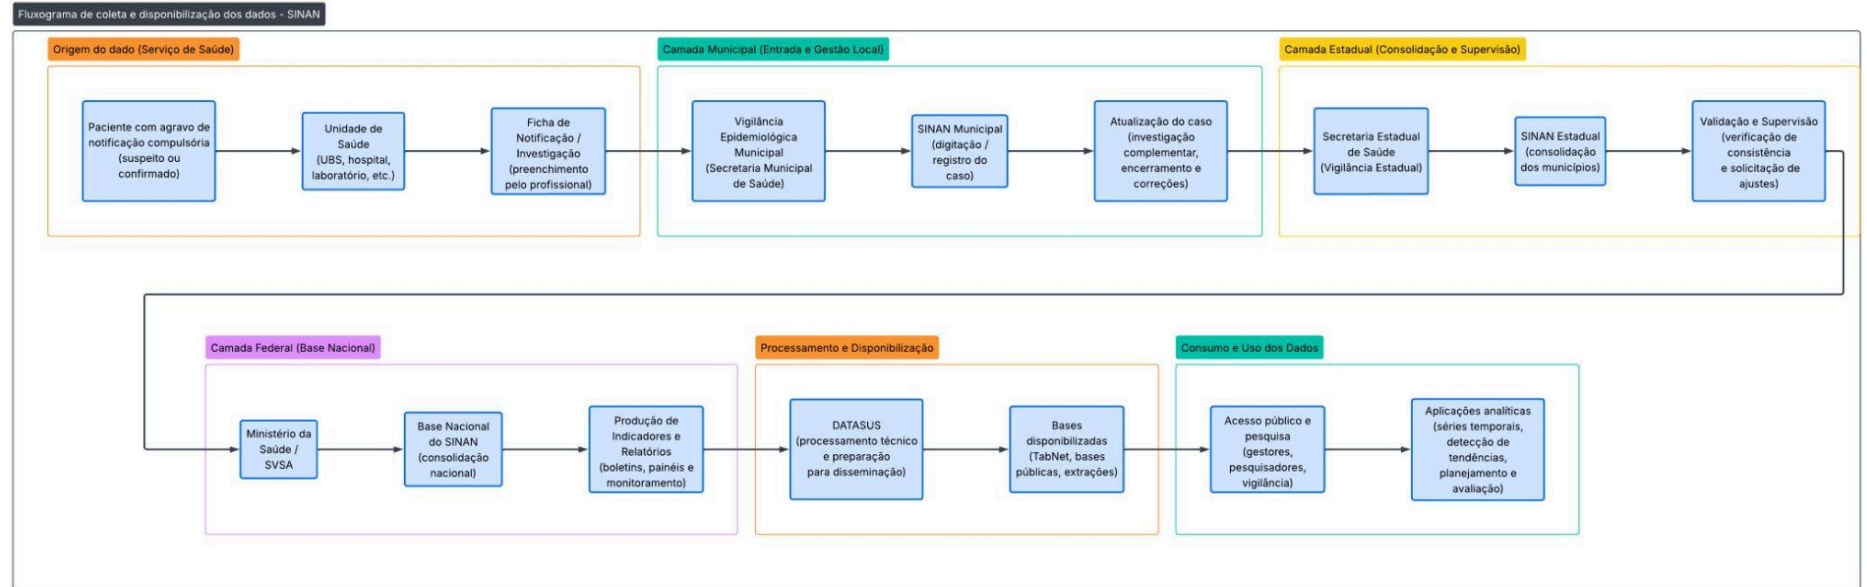 Fluxograma de coleta e disponibilização dos dados - SINAN
Origem do dado (Serviço de Saúde)
Paciente com agravo de
notificação compulsória
(suspeito ou
confirmado)
Unidade de
Saúde
(UBS, hospital,
laboratório, etc.)
Ficha de
Notificação /
Investigação
(preenchimento
pelo profissional)
Camada Municipal (Entrada e Gestão Local)
Vigilância
Epidemiológica
Municipal
(Secretaria Municipal
de Saúde)
SINAN Municipal
(digitação /
registro do
caso)
Atualização do caso
(investigação
complementar,
encerramento e
correções)
Camada Estadual (Consolidação e Supervisão)
Secretaria Estadual
de Saúde
(Vigilância Estadual)
SINAN Estadual
(consolidação
dos municípios)
Validação e Supervisão
(verificação de
consistência
e solicitação de
ajustes)
Camada Federal (Base Nacional)
Ministério da
Saúde /
SVSA
Base Nacional
do SINAN
(consolidação
nacional)
Produção de
Indicadores e
Relatórios
(boletins, painéis e
monitoramento)
Processamento e Disponibilização
DATASUS
(processamento técnico
e preparação
para disseminação)
Bases
disponibilizadas
(TabNet, bases
públicas, extrações)
Consumo e Uso dos Dados
Acesso público e
pesquisa
(gestores,
pesquisadores,
vigilância)
Aplicações analíticas
(séries temporais,
detecção de
tendências,
planejamento e
avaliação)